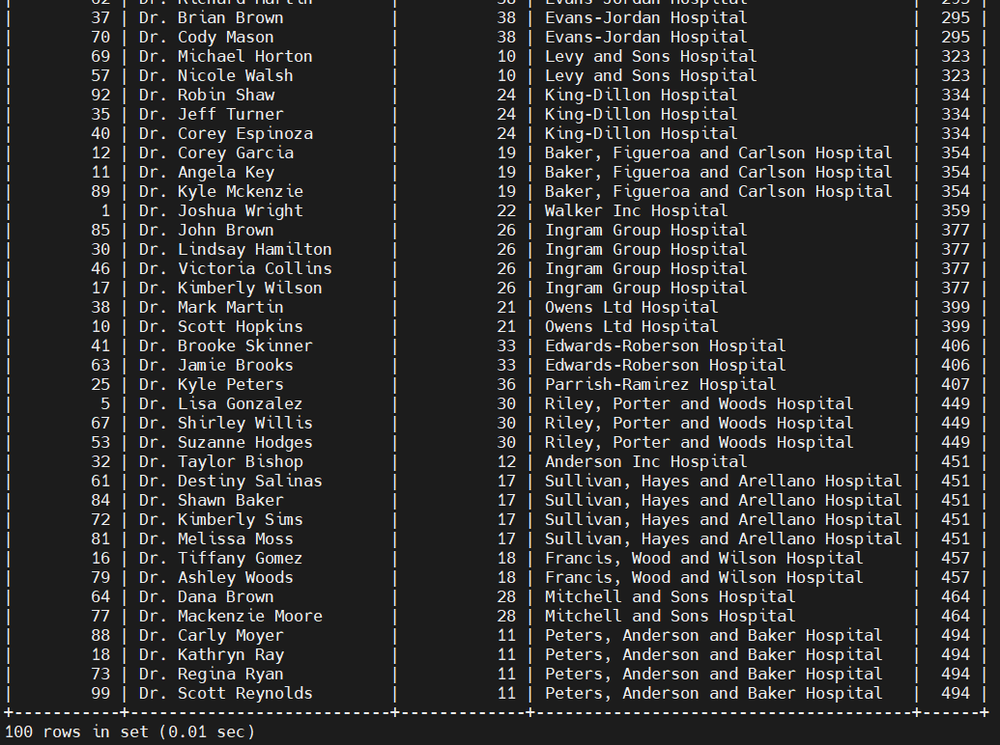 |         62 | Dr. Richard Martin        |          38 | Evans-Jordan Hospital                 |  295 |
|         37 | Dr. Brian Brown           |          38 | Evans-Jordan Hospital                 |  295 |
|         70 | Dr. Cody Mason            |          38 | Evans-Jordan Hospital                 |  295 |
|         69 | Dr. Michael Horton        |          10 | Levy and Sons Hospital                |  323 |
|         57 | Dr. Nicole Walsh          |          10 | Levy and Sons Hospital                |  323 |
|         92 | Dr. Robin Shaw            |          24 | King-Dillon Hospital                  |  334 |
|         35 | Dr. Jeff Turner           |          24 | King-Dillon Hospital                  |  334 |
|         40 | Dr. Corey Espinoza        |          24 | King-Dillon Hospital                  |  334 |
|         12 | Dr. Corey Garcia          |          19 | Baker, Figueroa and Carlson Hospital  |  354 |
|         11 | Dr. Angela Key            |          19 | Baker, Figueroa and Carlson Hospital  |  354 |
|         89 | Dr. Kyle Mckenzie         |          19 | Baker, Figueroa and Carlson Hospital  |  354 |
|          1 | Dr. Joshua Wright         |          22 | Walker Inc Hospital                   |  359 |
|         85 | Dr. John Brown            |          26 | Ingram Group Hospital                 |  377 |
|         30 | Dr. Lindsay Hamilton      |          26 | Ingram Group Hospital                 |  377 |
|         46 | Dr. Victoria Collins      |          26 | Ingram Group Hospital                 |  377 |
|         17 | Dr. Kimberly Wilson       |          26 | Ingram Group Hospital                 |  377 |
|         38 | Dr. Mark Martin           |          21 | Owens Ltd Hospital                    |  399 |
|         10 | Dr. Scott Hopkins         |          21 | Owens Ltd Hospital                    |  399 |
|         41 | Dr. Brooke Skinner        |          33 | Edwards-Roberson Hospital             |  406 |
|         63 | Dr. Jamie Brooks          |          33 | Edwards-Roberson Hospital             |  406 |
|         25 | Dr. Kyle Peters           |          36 | Parrish-Ramirez Hospital              |  407 |
|          5 | Dr. Lisa Gonzalez         |          30 | Riley, Porter and Woods Hospital      |  449 |
|         67 | Dr. Shirley Willis        |          30 | Riley, Porter and Woods Hospital      |  449 |
|         53 | Dr. Suzanne Hodges        |          30 | Riley, Porter and Woods Hospital      |  449 |
|         32 | Dr. Taylor Bishop         |          12 | Anderson Inc Hospital                 |  451 |
|         61 | Dr. Destiny Salinas       |          17 | Sullivan, Hayes and Arellano Hospital |  451 |
|         84 | Dr. Shawn Baker           |          17 | Sullivan, Hayes and Arellano Hospital |  451 |
|         72 | Dr. Kimberly Sims         |          17 | Sullivan, Hayes and Arellano Hospital |  451 |
|         81 | Dr. Melissa Moss          |          17 | Sullivan, Hayes and Arellano Hospital |  451 |
|         16 | Dr. Tiffany Gomez         |          18 | Francis, Wood and Wilson Hospital     |  457 |
|         79 | Dr. Ashley Woods          |          18 | Francis, Wood and Wilson Hospital     |  457 |
|         64 | Dr. Dana Brown            |          28 | Mitchell and Sons Hospital            |  464 |
|         77 | Dr. Mackenzie Moore       |          28 | Mitchell and Sons Hospital            |  464 |
|         88 | Dr. Carly Moyer           |          11 | Peters, Anderson and Baker Hospital   |  494 |
|         18 | Dr. Kathryn Ray           |          11 | Peters, Anderson and Baker Hospital   |  494 |
|         73 | Dr. Regina Ryan           |          11 | Peters, Anderson and Baker Hospital   |  494 |
|         99 | Dr. Scott Reynolds        |          11 | Peters, Anderson and Baker Hospital   |  494 |
+-----------+---------------------------+-------------+---------------------------------------+------+
100 rows in set (0.01 sec)